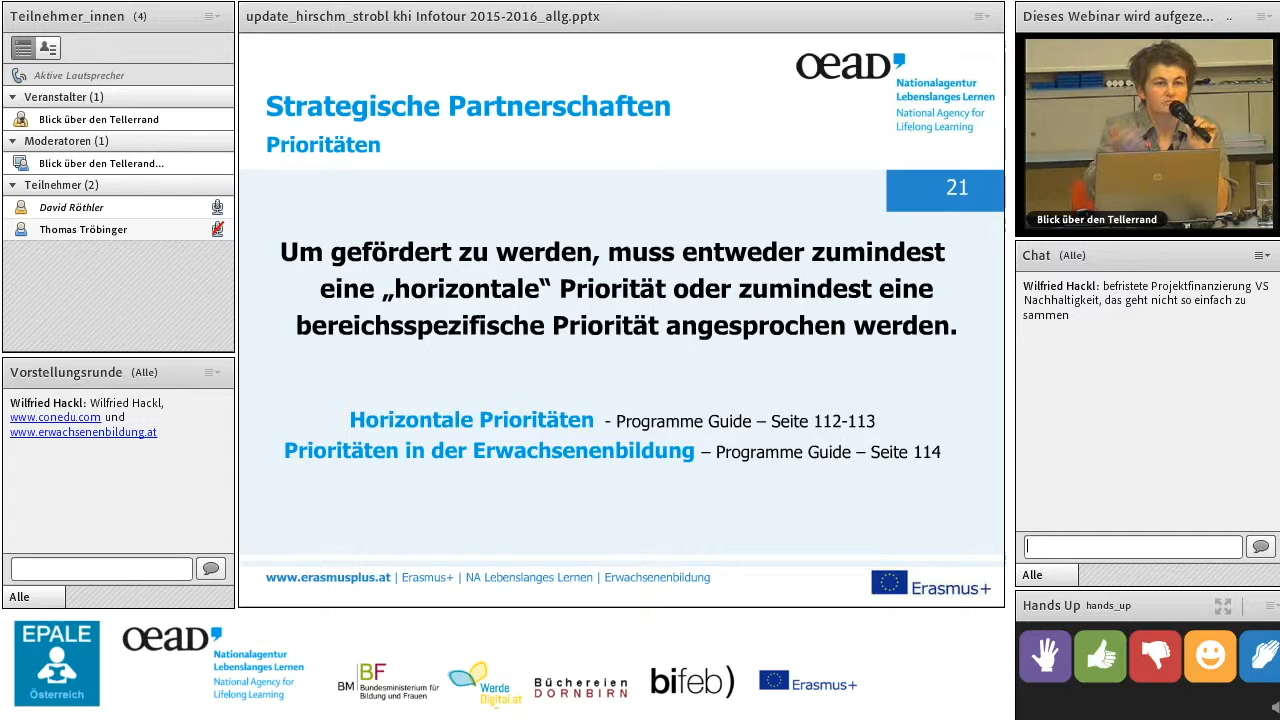 Teilnehmer_innen (4)
Aktive Lautsprecher
Veranstalter (1)
Blick über den Tellerrand
Moderatoren (1)
Blick über den Tellerand...
Teilnehmer (2)
David Röthler
Thomas Tröbinger
Vorstellungsrunde (Alle)
Wilfried Hackl: Wilfried Hackl,
www.conedu.com und
www.erwachsenenbildung.at
Alle
update_hirschm_strobl khi Infotour 2015-2016_allg.pptx
OeAD
Nationalagentur
Lebenslanges Lernen
National Agency for
Lifelong Learning
Strategische Partnerschaften
Prioritäten
21
Um gefördert zu werden, muss entweder zumindest
eine „horizontale“ Priorität oder zumindest eine
bereichsspezifische Priorität angesprochen werden.
Horizontale Prioritäten - Programme Guide – Seite 112-113
Prioritäten in der Erwachsenenbildung – Programme Guide – Seite 114
www.erasmusplus.at | Erasmus+ | NA Lebenslanges Lernen | Erwachsenenbildung
Erasmus+
Dieses Webinar wird aufgeze... ..
Blick über den Tellerrand
Chat (Alle)
Wilfried Hackl: befristete Projektfinanzierung VS
Nachhaltigkeit, das geht nicht so einfach zu
sammen
Alle
Hands Up hands_up
EPALE
Österreich
OeAD
Nationalagentur
Lebenslanges Lernen
National Agency for
Lifelong Learning
BM BF
Bundesministerium für
Bildung und Frauen
Werde
Digital.at
Büchereien
DORNBIRN
bifeb)
Erasmus+